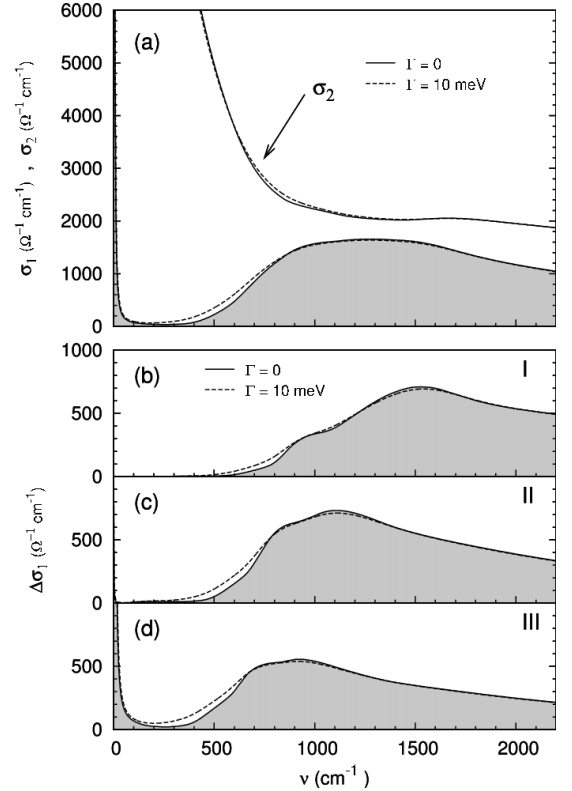 (a)
Γ = 0
Γ = 10 meV
σ₂
σ₁ (Ω⁻¹ cm⁻¹) , σ₂ (Ω⁻¹ cm⁻¹)
6000
5000
4000
3000
2000
1000
0
(b)
Γ = 0
Γ = 10 meV
I
1000
500
0
(c)
II
500
0
(d)
III
500
0
Δσ₁ (Ω⁻¹ cm⁻¹)
0 500 1000 1500 2000
ν (cm⁻¹)